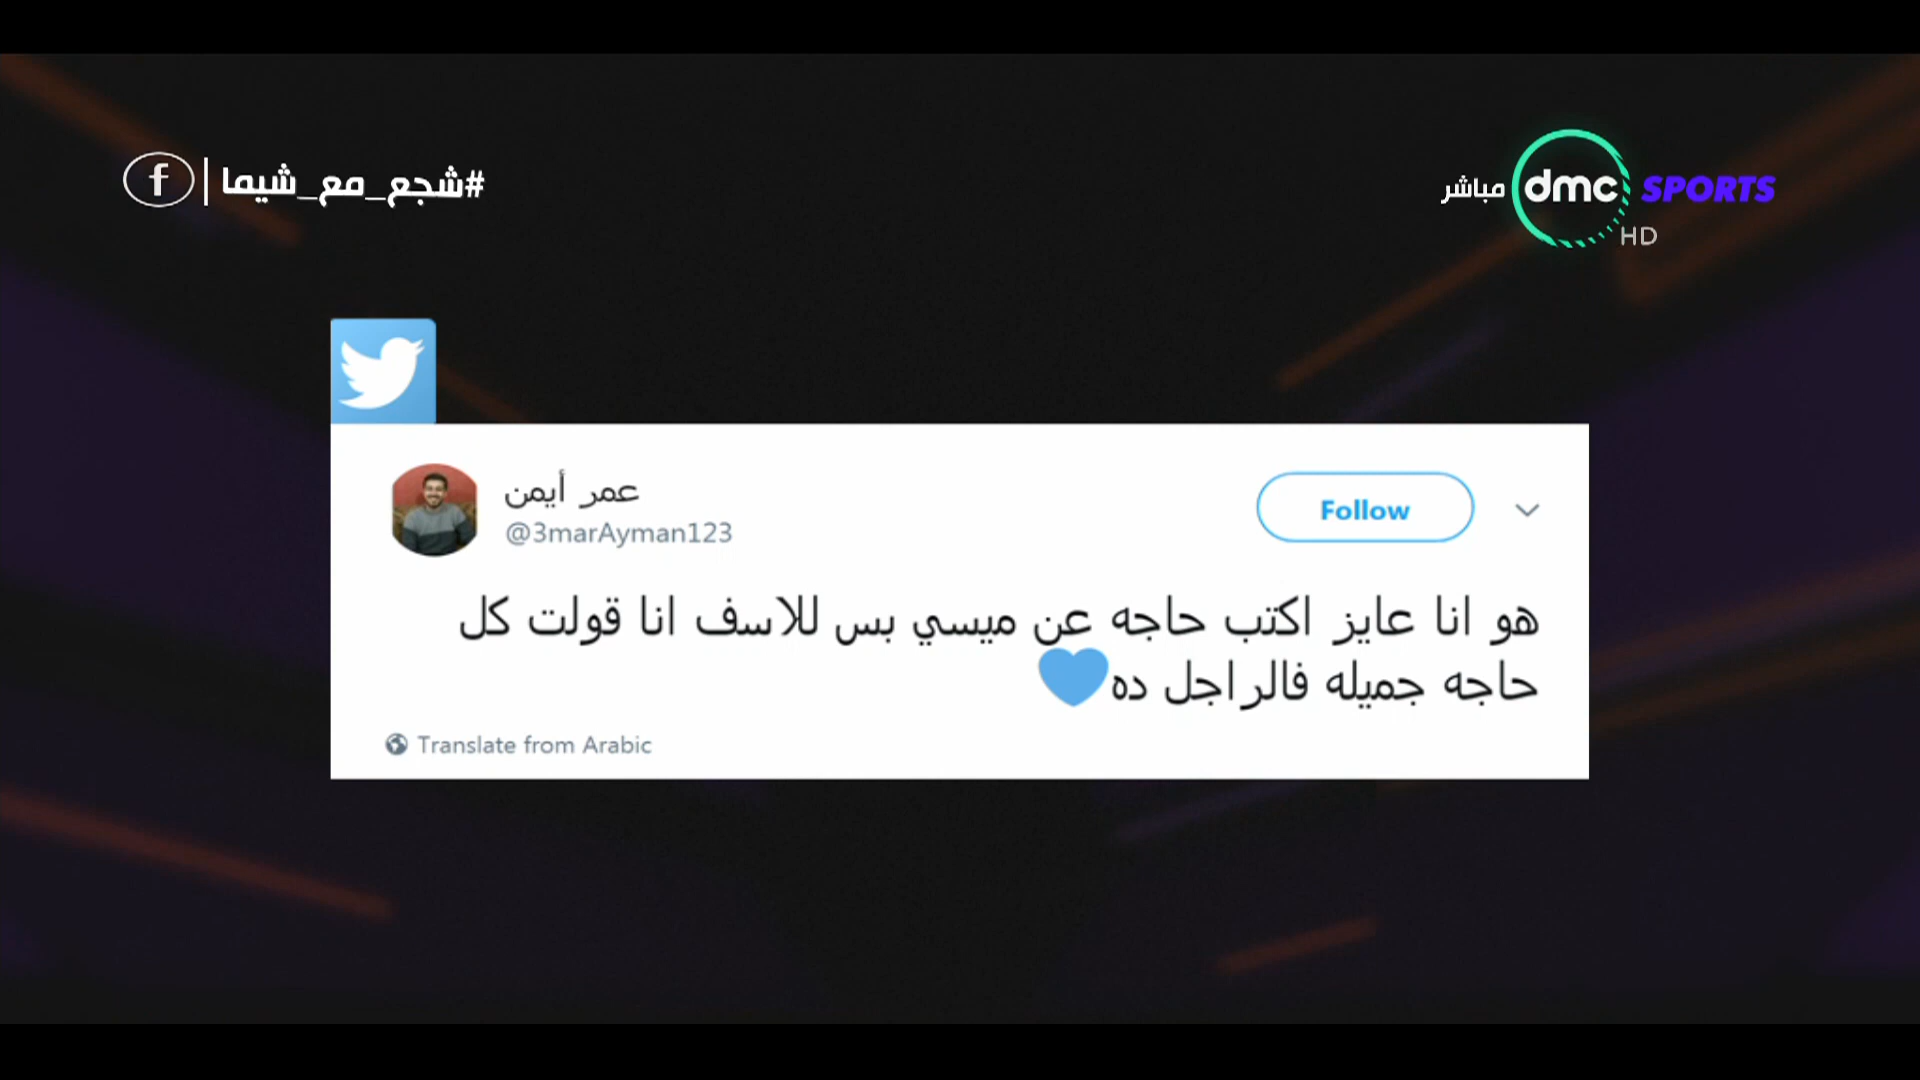 #شجع_مع_شيما
مباشر dmc SPORTS
HD
عمر أيمن
@3marAyman123
Follow
هو انا عايز اكتب حاجه عن ميسي بس للاسف انا قولت كل
حاجه جميله فالراجل ده💙
Translate from Arabic